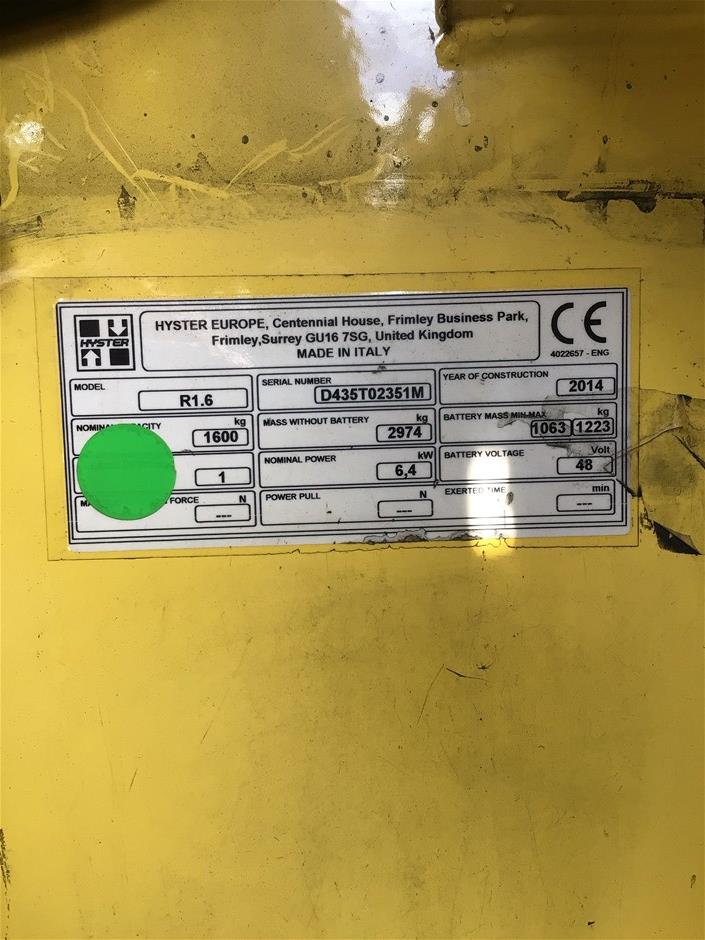 HYSTER
HYSTER EUROPE, Centennial House, Frimley Business Park,
Frimley,Surrey GU16 7SG, United Kingdom
MADE IN ITALY
CE
4022657 - ENG
MODEL
R1.6
SERIAL NUMBER
D435T02351M
YEAR OF CONSTRUCTION
2014
NOMINAL kg
1600
MASS WITHOUT BATTERY kg
2974
BATTERY MASS MIN-MAX kg
1063 1223
1
NOMINAL POWER kW
6,4
BATTERY VOLTAGE Volt
48
FORCE N
---
POWER PULL N
---
EXERTED TIME min
---